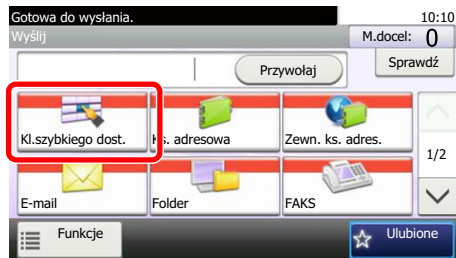 Gotowa do wysłania. 10:10
Wyślij M.docel: 0
Przywołaj Sprawdź
Kl.szybkiego dost. Ks. adresowa Zewn. ks. adres.
1/2
E-mail Folder FAKS
Funkcje Ulubione